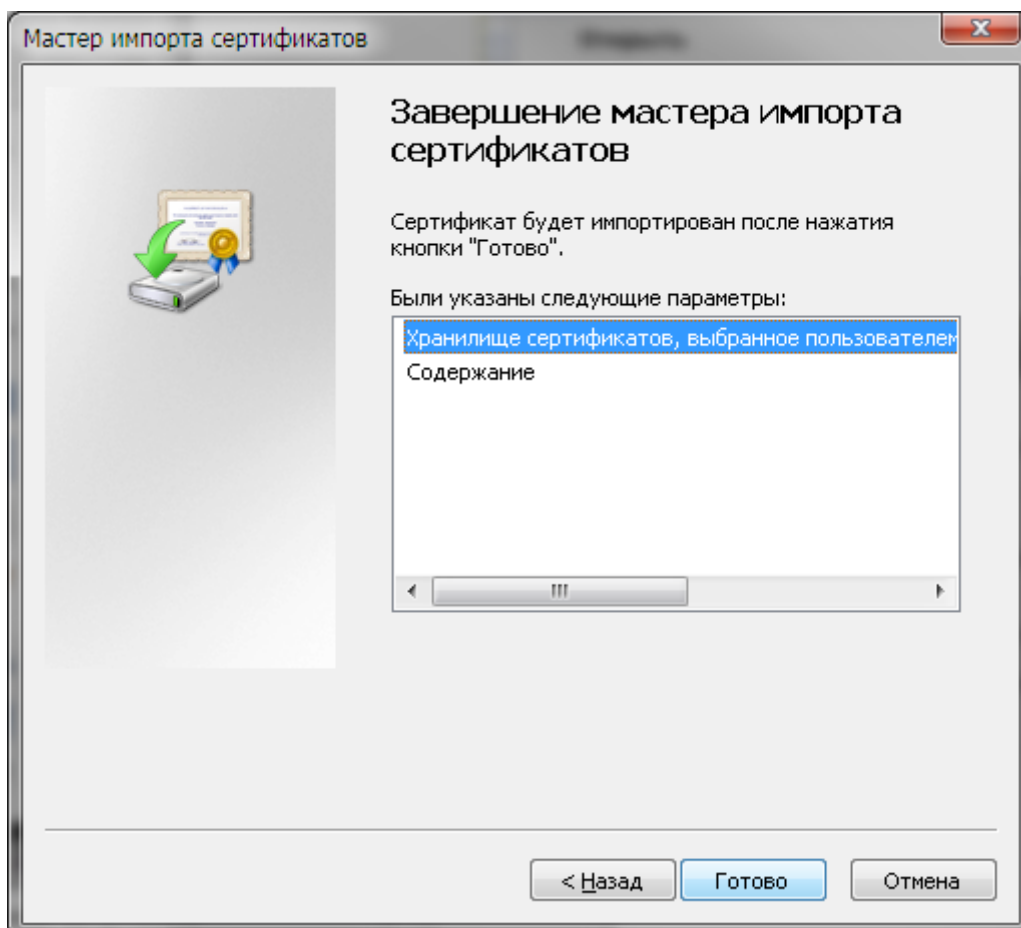 Мастер импорта сертификатов
Завершение мастера импорта
сертификатов
Сертификат будет импортирован после нажатия
кнопки "Готово".
Были указаны следующие параметры:
Хранилище сертификатов, выбранное пользователем
Содержание
< Назад
Готово
Отмена